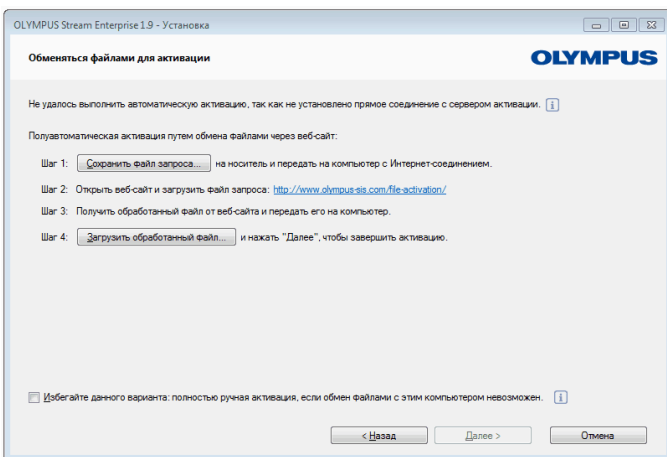 OLYMPUS Stream Enterprise 1.9 - Установка
Обменяться файлами для активации
OLYMPUS
Не удалось выполнить автоматическую активацию, так как не установлено прямое соединение с сервером активации. i
Полуавтоматическая активация путем обмена файлами через веб-сайт:
Шаг 1: Сохранить файл запроса... на носитель и передать на компьютер с Интернет-соединением.
Шаг 2: Открыть веб-сайт и загрузить файл запроса: http://www.olympus-sis.com/file-activation/
Шаг 3: Получить обработанный файл от веб-сайта и передать его на компьютер.
Шаг 4: Загрузить обработанный файл... и нажать "Далее", чтобы завершить активацию.
Избегайте данного варианта: полностью ручная активация, если обмен файлами с этим компьютером невозможен. i
< Назад Далее > Отмена